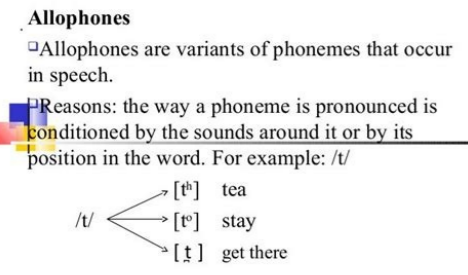 Allophones
❑Allophones are variants of phonemes that occur
in speech.
❑Reasons: the way a phoneme is pronounced is
conditioned by the sounds around it or by its
position in the word. For example: /t/
[tʰ] tea
/t/ [tº] stay
[t̪] get there